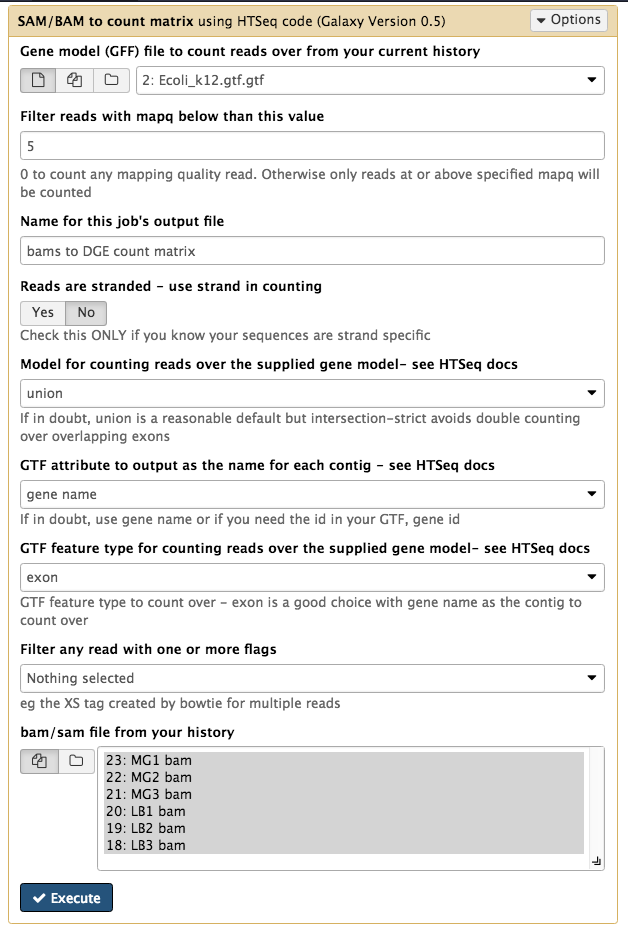 SAM/BAM to count matrix using HTSeq code (Galaxy Version 0.5)
Options
Gene model (GFF) file to count reads over from your current history
2: Ecoli_k12.gtf.gtf
Filter reads with mapq below than this value
5
0 to count any mapping quality read. Otherwise only reads at or above specified mapq will
be counted
Name for this job's output file
bams to DGE count matrix
Reads are stranded - use strand in counting
Yes No
Check this ONLY if you know your sequences are strand specific
Model for counting reads over the supplied gene model- see HTSeq docs
union
If in doubt, union is a reasonable default but intersection-strict avoids double counting
over overlapping exons
GTF attribute to output as the name for each contig - see HTSeq docs
gene name
If in doubt, use gene name or if you need the id in your GTF, gene id
GTF feature type for counting reads over the supplied gene model- see HTSeq docs
exon
GTF feature type to count over - exon is a good choice with gene name as the contig to
count over
Filter any read with one or more flags
Nothing selected
eg the XS tag created by bowtie for multiple reads
bam/sam file from your history
23: MG1 bam
22: MG2 bam
21: MG3 bam
20: LB1 bam
19: LB2 bam
18: LB3 bam
Execute